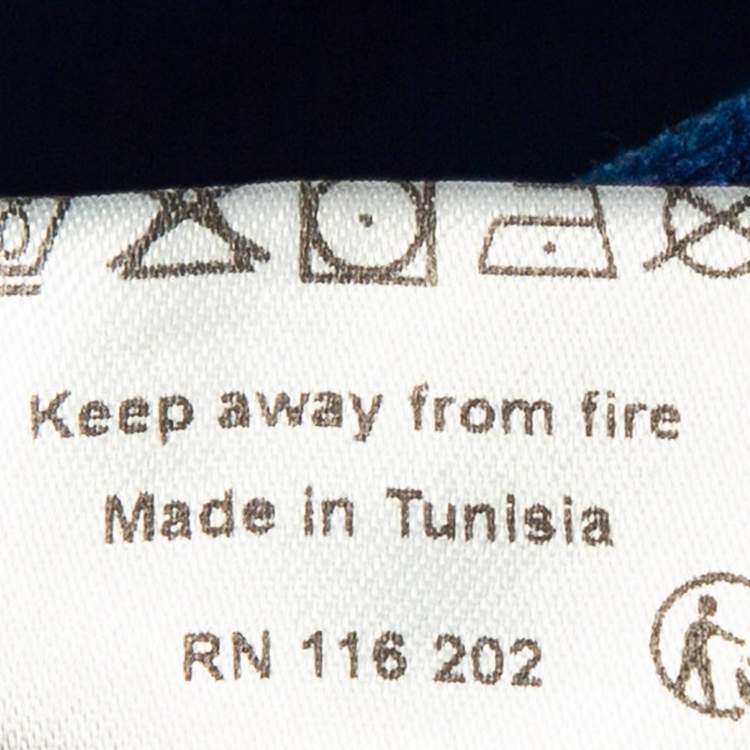 Keep away from fire
Made in Tunisia
RN 116 202